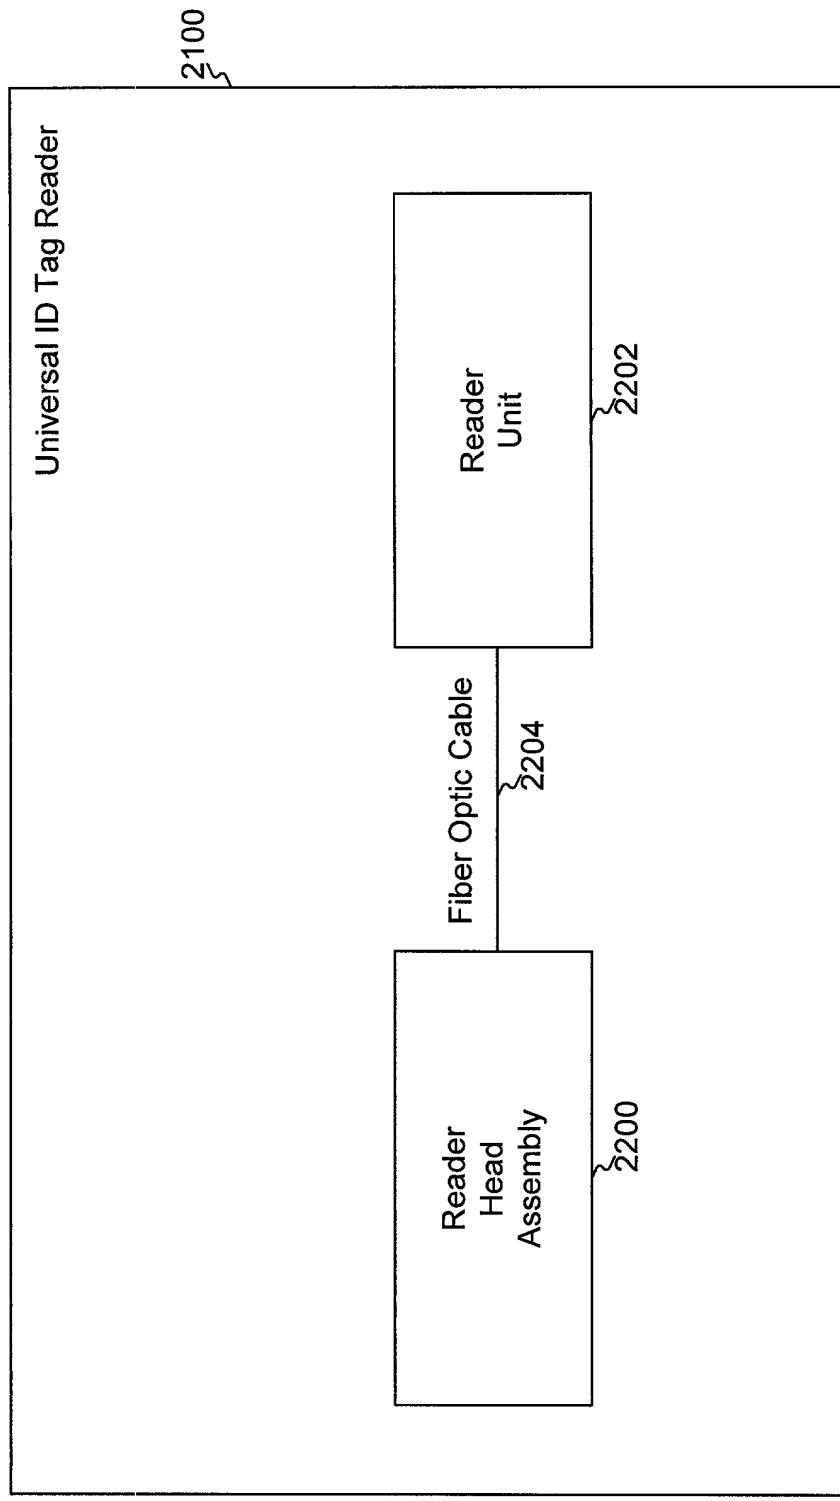 Universal ID Tag Reader
2100
Reader
Head
Assembly
2200
Fiber Optic Cable
2204
Reader
Unit
2202